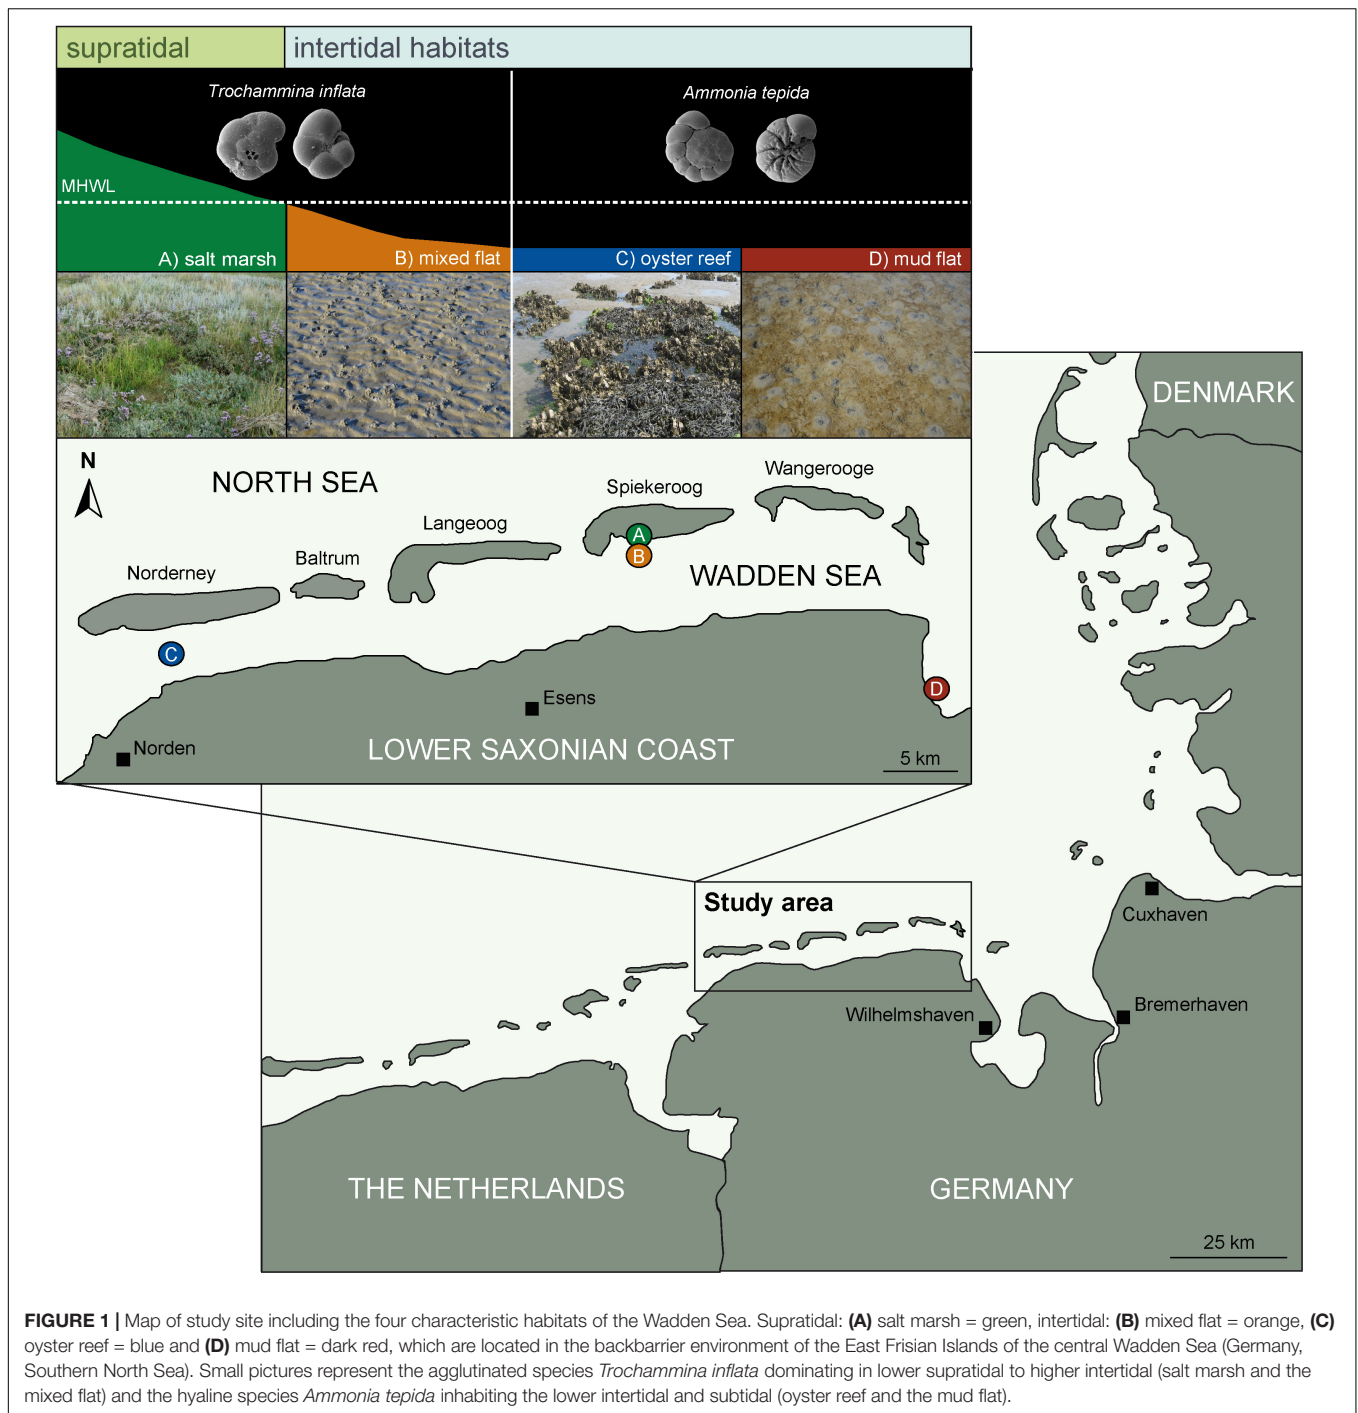 supratidal
intertidal habitats
Trochammina inflata
Ammonia tepida
MHWL
A) salt marsh
B) mixed flat
C) oyster reef
D) mud flat
N
NORTH SEA
Wangerooge
Spiekeroog
Langeoog
Baltrum
Norderney
A
B
WADDEN SEA
C
D
Esens
Norden
LOWER SAXONIAN COAST
5 km
DENMARK
Study area
Cuxhaven
Wilhelmshaven
Bremerhaven
THE NETHERLANDS
GERMANY
25 km
FIGURE 1 | Map of study site including the four characteristic habitats of the Wadden Sea. Supratidal: (A) salt marsh = green, intertidal: (B) mixed flat = orange, (C)
oyster reef = blue and (D) mud flat = dark red, which are located in the backbarrier environment of the East Frisian Islands of the central Wadden Sea (Germany,
Southern North Sea). Small pictures represent the agglutinated species Trochammina inflata dominating in lower supratidal to higher intertidal (salt marsh and the
mixed flat) and the hyaline species Ammonia tepida inhabiting the lower intertidal and subtidal (oyster reef and the mud flat).